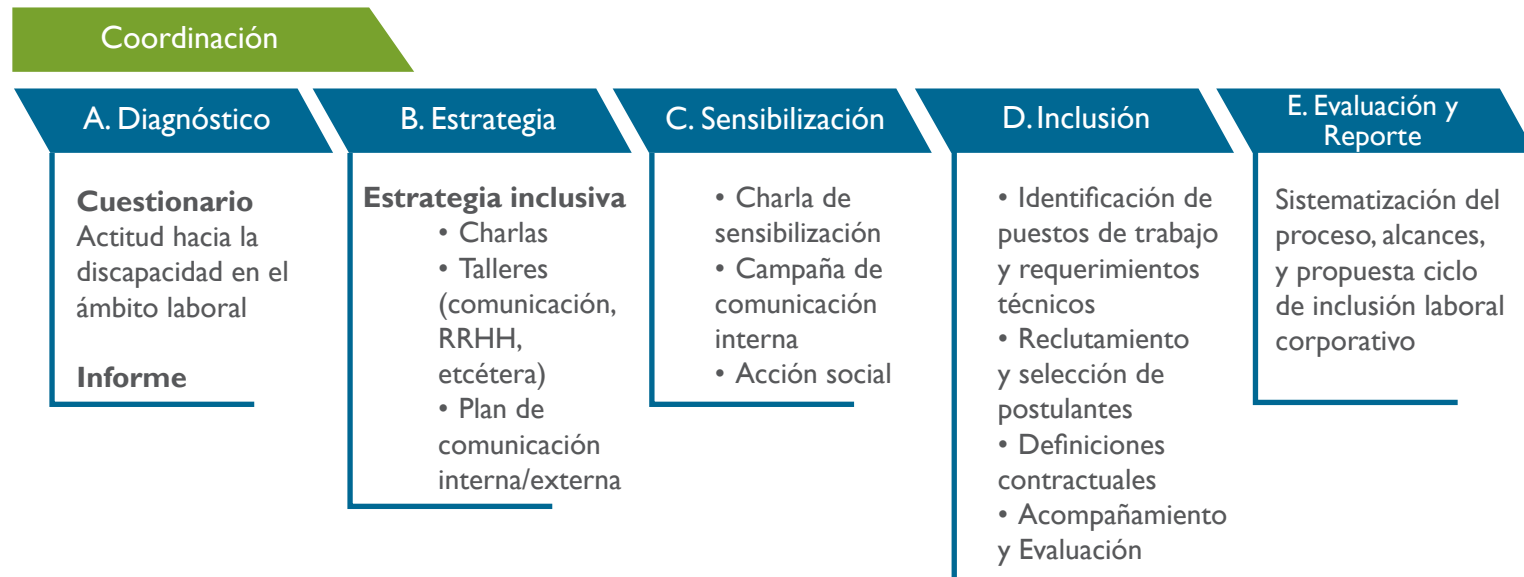 Coordinación
A. Diagnóstico
Cuestionario
Actitud hacia la
discapacidad en el
ámbito laboral
Informe
B. Estrategia
Estrategia inclusiva
• Charlas
• Talleres
(comunicación,
RRHH,
etcétera)
• Plan de
comunicación
interna/externa
C. Sensibilización
• Charla de
sensibilización
• Campaña de
comunicación
interna
• Acción social
D. Inclusión
• Identificación de
puestos de trabajo
y requerimientos
técnicos
• Reclutamiento
y selección de
postulantes
• Definiciones
contractuales
• Acompañamiento
y Evaluación
E. Evaluación y
Reporte
Sistematización del
proceso, alcances,
y propuesta ciclo
de inclusión laboral
corporativo